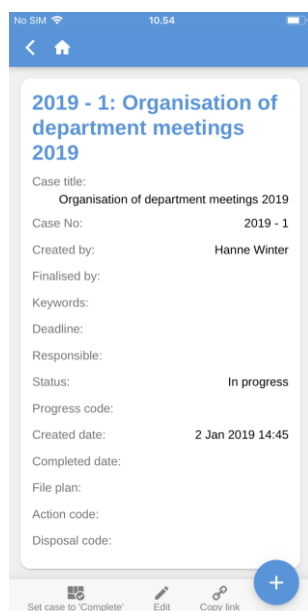 No SIM 10.54
2019 - 1: Organisation of
department meetings
2019
Case title:
Organisation of department meetings 2019
Case No: 2019 - 1
Created by: Hanne Winter
Finalised by:
Keywords:
Deadline:
Responsible:
Status: In progress
Progress code:
Created date: 2 Jan 2019 14:45
Completed date:
File plan:
Action code:
Disposal code:
Set case to 'Complete' Edit Copy link